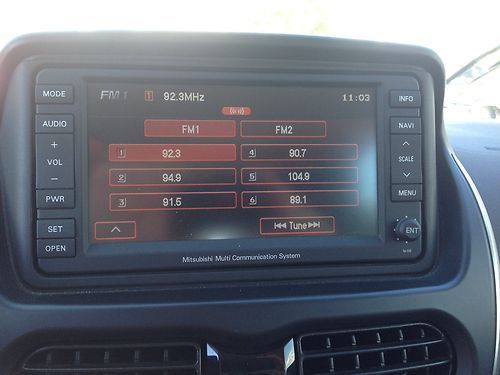 MODE
AUDIO
+
VOL
−
PWR
SET
OPEN
FM 1 1 92.3MHz 11:03
FM1 FM2
1 92.3 4 90.7
2 94.9 5 104.9
3 91.5 6 89.1
Tune
Mitsubishi Multi Communication System
INFO
NAVI
SCALE
MENU
ENT